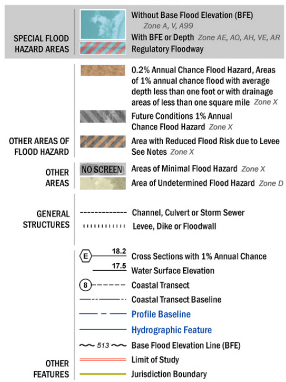 SPECIAL FLOOD
HAZARD AREAS
Without Base Flood Elevation (BFE)
Zone A, V, A99
With BFE or Depth Zone AE, AO, AH, VE, AR
Regulatory Floodway
OTHER AREAS OF
FLOOD HAZARD
0.2% Annual Chance Flood Hazard, Areas
of 1% annual chance flood with average
depth less than one foot or with drainage
areas of less than one square mile Zone X
Future Conditions 1% Annual
Chance Flood Hazard Zone X
Area with Reduced Flood Risk due to Levee
See Notes Zone X
OTHER
AREAS
NO SCREEN Areas of Minimal Flood Hazard Zone X
Area of Undetermined Flood Hazard Zone D
GENERAL
STRUCTURES
Channel, Culvert or Storm Sewer
Levee, Dike or Floodwall
OTHER
FEATURES
E 18.2 Cross Sections with 1% Annual Chance
17.5 Water Surface Elevation
8 Coastal Transect
Coastal Transect Baseline
Profile Baseline
Hydrographic Feature
513 Base Flood Elevation Line (BFE)
Limit of Study
Jurisdiction Boundary